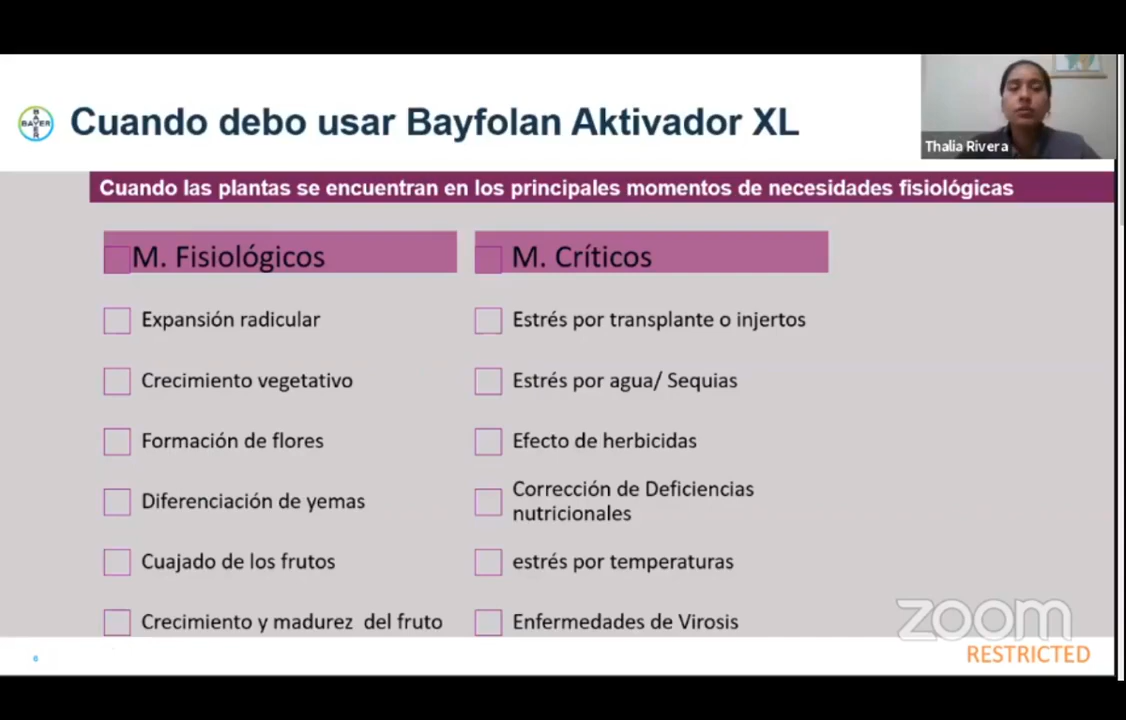 BAYER
BAYER
Cuando debo usar Bayfolan Aktivador XL
Thalia Rivera
Cuando las plantas se encuentran en los principales momentos de necesidades fisiológicas
M. Fisiológicos
Expansión radicular
Crecimiento vegetativo
Formación de flores
Diferenciación de yemas
Cuajado de los frutos
Crecimiento y madurez del fruto
M. Críticos
Estrés por transplante o injertos
Estrés por agua/ Sequias
Efecto de herbicidas
Corrección de Deficiencias
nutricionales
estrés por temperaturas
Enfermedades de Virosis
zoom
RESTRICTED
6